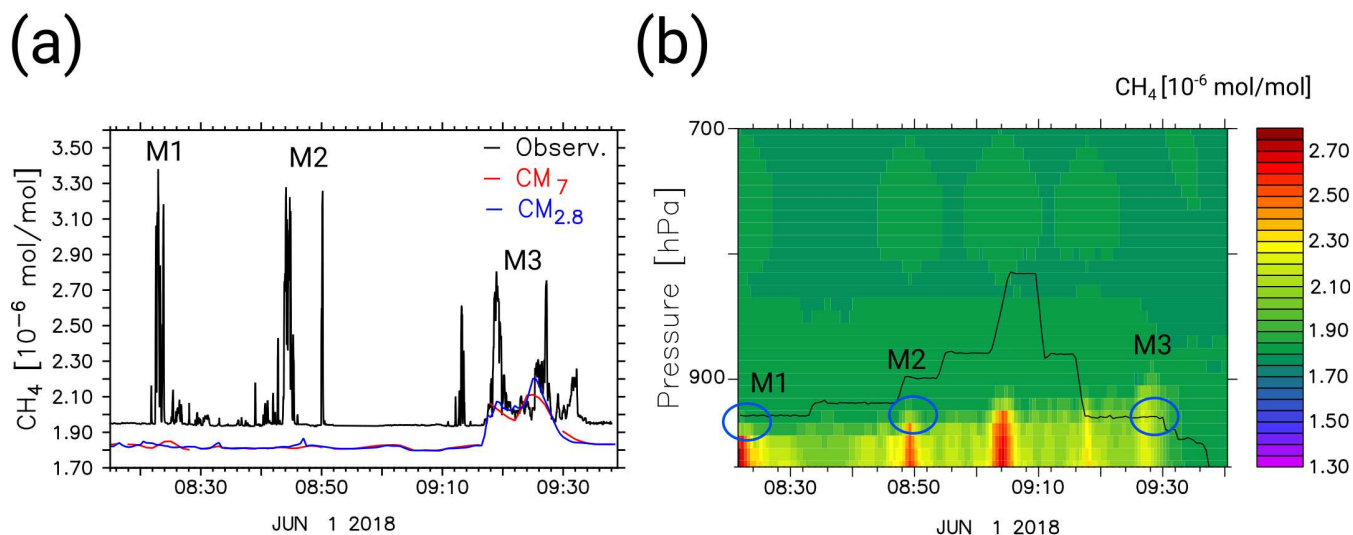 (a)
CH₄ [10⁻⁶ mol/mol]
3.50
3.30
3.10
2.90
2.70
2.50
2.30
2.10
1.90
1.70
M1
M2
M3
Observ.
CM 7
CM 2.8
08:30 08:50 09:10 09:30
JUN 1 2018
(b)
CH₄ [10⁻⁶ mol/mol]
Pressure [hPa]
700
900
M1
M2
M3
08:30 08:50 09:10 09:30
JUN 1 2018
2.70
2.50
2.30
2.10
1.90
1.70
1.50
1.30